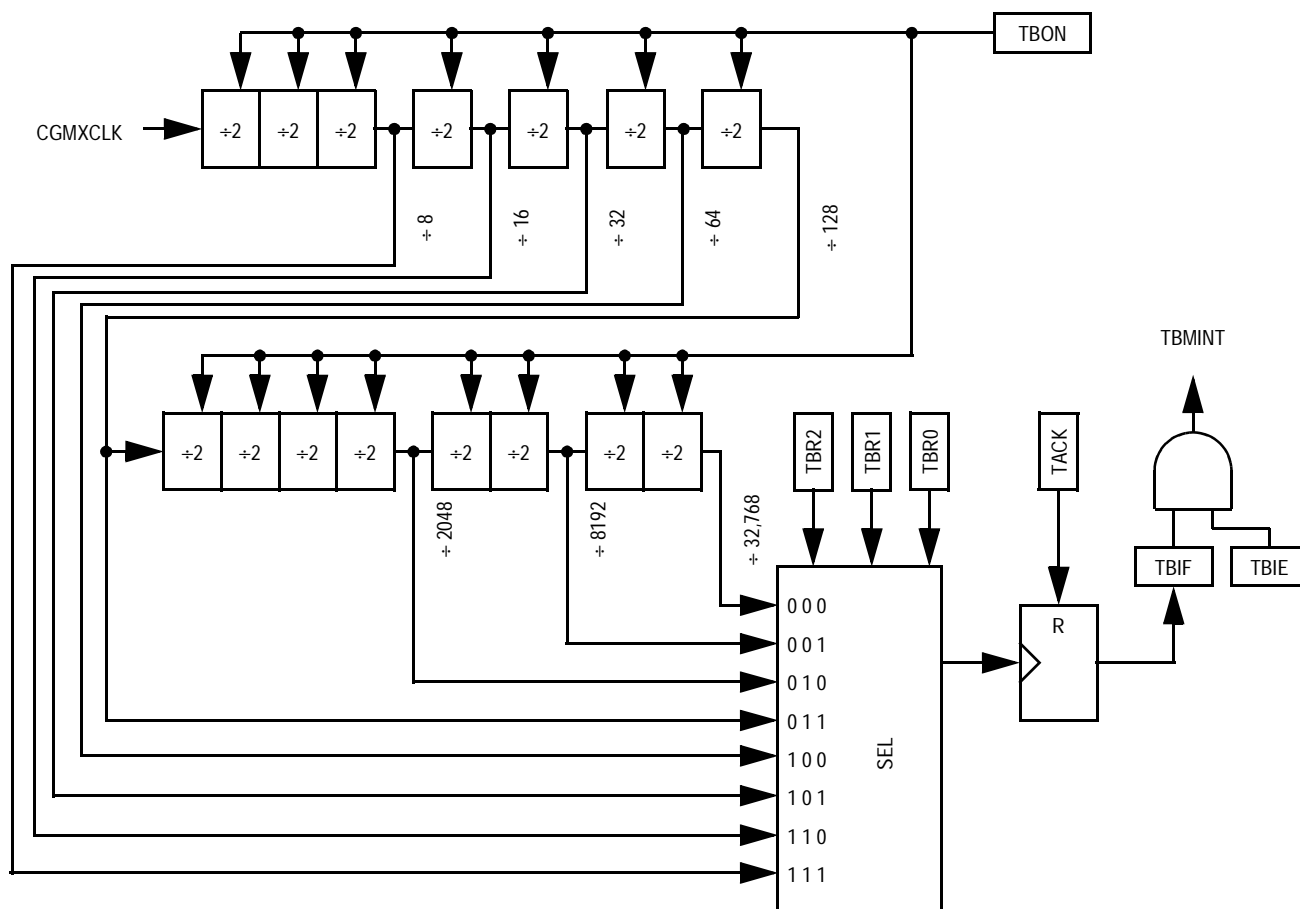 TBON
CGMXCLK
÷2 ÷2 ÷2 ÷2 ÷2 ÷2 ÷2
÷ 8
÷ 16
÷ 32
÷ 64
÷ 128
TBMINT
÷2 ÷2 ÷2 ÷2 ÷2 ÷2 ÷2 ÷2
TBR2
TBR1
TBR0
TACK
÷ 2048
÷ 8192
÷ 32,768
TBIF
TBIE
R
0 0 0
0 0 1
0 1 0
0 1 1
1 0 0
1 0 1
1 1 0
1 1 1
SEL